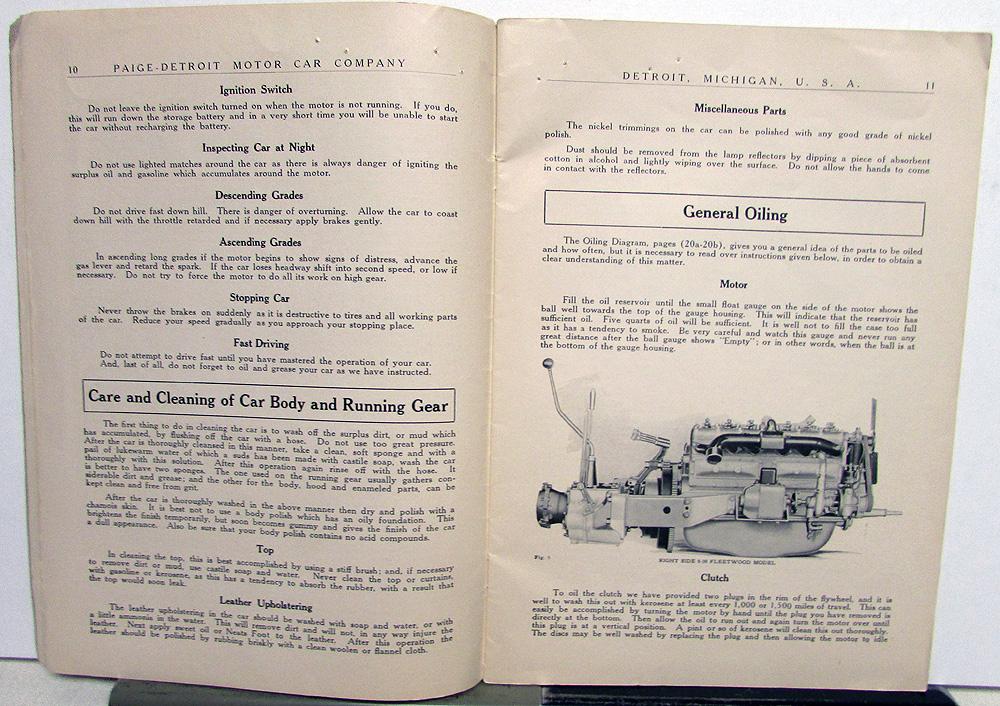 10 PAIGE-DETROIT MOTOR CAR COMPANY
Ignition Switch
Do not leave the ignition switch turned on when the motor is not running. If you do,
this will run down the storage battery and in a very short time you will be unable to start
the car without recharging the battery.
Inspecting Car at Night
Do not use lighted matches around the car as there is always danger of igniting the
surplus oil and gasoline which accumulates around the motor.
Descending Grades
Do not drive fast down hill. There is danger of overturning. Allow the car to coast
down hill with the throttle retarded and if necessary apply brakes gently.
Ascending Grades
In ascending long grades if the motor begins to show signs of distress, advance the
gas lever and retard the spark. If the car loses headway shift into second speed, or low if
necessary. Do not try to force the motor to do all its work on high gear.
Stopping Car
Never throw the brakes on suddenly as it is destructive to tires and all working parts
of the car. Reduce your speed gradually as you approach your stopping place.
Fast Driving
Do not attempt to drive fast until you have mastered the operation of your car.
And, last of all, do not forget to oil and grease your car as we have instructed.
Care and Cleaning of Car Body and Running Gear
The first thing to do in cleaning the car is to wash off the surplus dirt, or mud which
has accumulated, by flushing off the car with a hose. Do not use too great pressure.
After the car is thoroughly cleansed in this manner, take a clean, soft sponge and with a
pail of lukewarm water of which a suds has been made with castile soap, wash the car
thoroughly with this solution. After this operation again rinse off with the hose. It
is better to have two sponges. The one used on the running gear usually gathers con-
siderable dirt and grease; and the other for the body, hood and enameled parts, can be
kept clean and free from grit.
After the car is thoroughly washed in the above manner then dry and polish with a
chamois skin. It is best not to use a body polish which has an oily foundation. This
brightens the finish temporarily, but soon becomes gummy and gives the finish of the car
a dull appearance. Also be sure that your body polish contains no acid compounds.
Top
In cleaning the top, this is best accomplished by using a stiff brush; and, if necessary
to remove dirt or mud, use castile soap and water. Never clean the top or curtains,
with gasoline or kerosene, as this has a tendency to absorb the rubber, with a result that
the top would soon leak.
Leather Upholstering
The leather upholstering in the car should be washed with soap and water, or with
a little ammonia in the water. This will remove dirt and will not, in any way injure the
leather. Next apply sweet oil or Neats Foot to the leather. After this operation the
leather should be polished by rubbing briskly with a clean woolen or flannel cloth.
DETROIT, MICHIGAN, U. S. A. 11
Miscellaneous Parts
The nickel trimmings on the car can be polished with any good grade of nickel
polish.
Dust should be removed from the lamp reflectors by dipping a piece of absorbent
cotton in alcohol and lightly wiping over the surface. Do not allow the hands to come
in contact with the reflectors.
General Oiling
The Oiling Diagram, pages (20a-20b), gives you a general idea of the parts to be oiled
and how often, but it is necessary to read over instructions given below, in order to obtain a
clear understanding of this matter.
Motor
Fill the oil reservoir until the small float gauge on the side of the motor shows the
ball well towards the top of the gauge housing. This will indicate that the reservoir has
sufficient oil. Five quarts of oil will be sufficient. It is well not to fill the case too full
as it has a tendency to smoke. Be very careful and watch this gauge and never run any
great distance after the ball gauge shows "Empty"; or in other words, when the ball is at
the bottom of the gauge housing.
Fig. 5
RIGHT SIDE 6-39 FLEETWOOD MODEL
Clutch
To oil the clutch we have provided two plugs in the rim of the flywheel, and it is
well to wash this out with kerosene at least every 1,000 or 1,500 miles of travel. This can
easily be accomplished by turning the motor by hand until the plug you have removed is
directly at the bottom. Then allow the oil to run out and again turn the motor over until
this plug is at a vertical position. A pint or so of kerosene will clean this out thoroughly.
The discs may be well washed by replacing the plug and then allowing the motor to idle